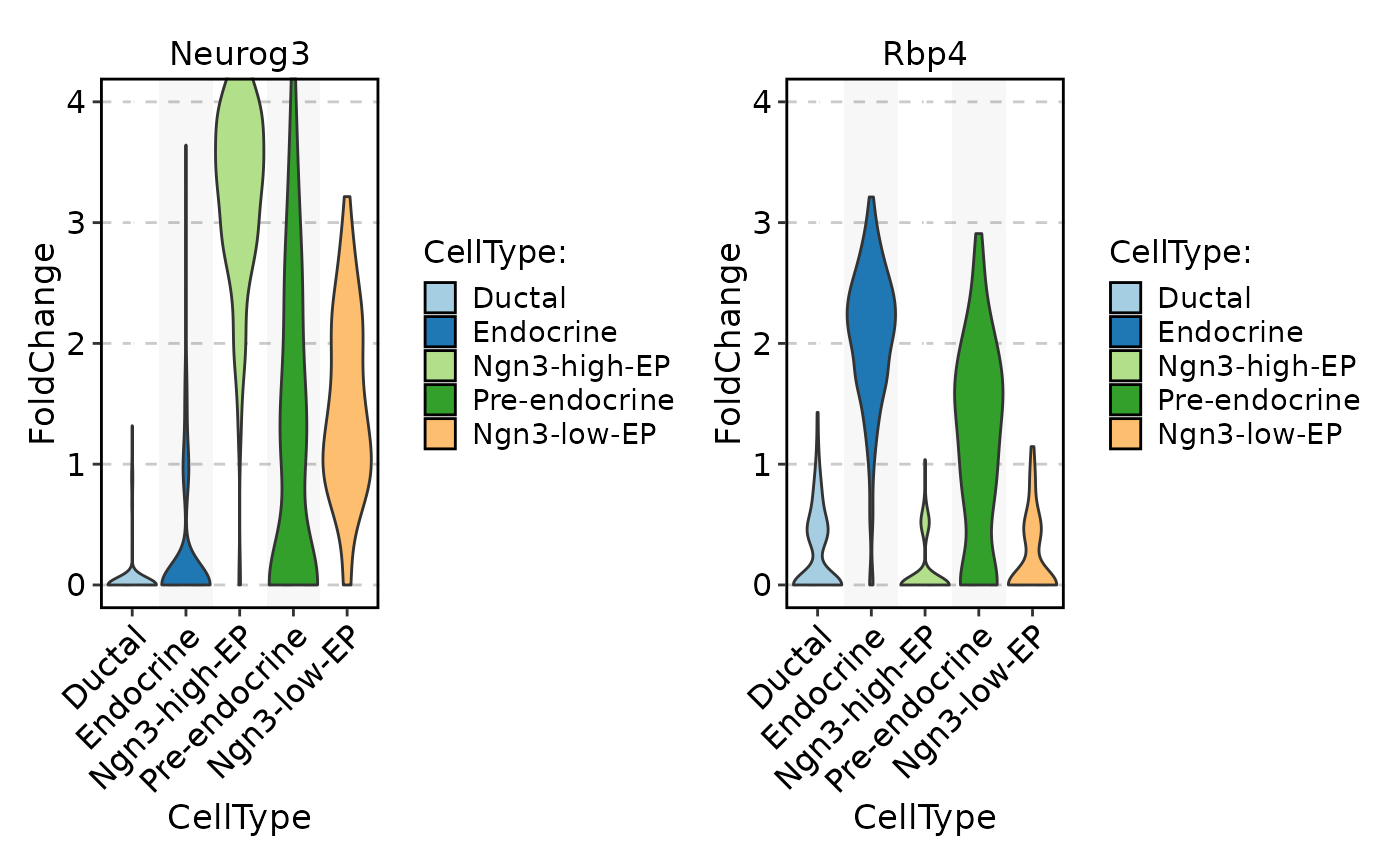 Neurog3
4
3
2
1
0
FoldChange
Ductal
Endocrine
Ngn3-high-EP
Pre-endocrine
Ngn3-low-EP
CellType
CellType:
Ductal
Endocrine
Ngn3-high-EP
Pre-endocrine
Ngn3-low-EP
Rbp4
4
3
2
1
0
FoldChange
Ductal
Endocrine
Ngn3-high-EP
Pre-endocrine
Ngn3-low-EP
CellType
CellType:
Ductal
Endocrine
Ngn3-high-EP
Pre-endocrine
Ngn3-low-EP